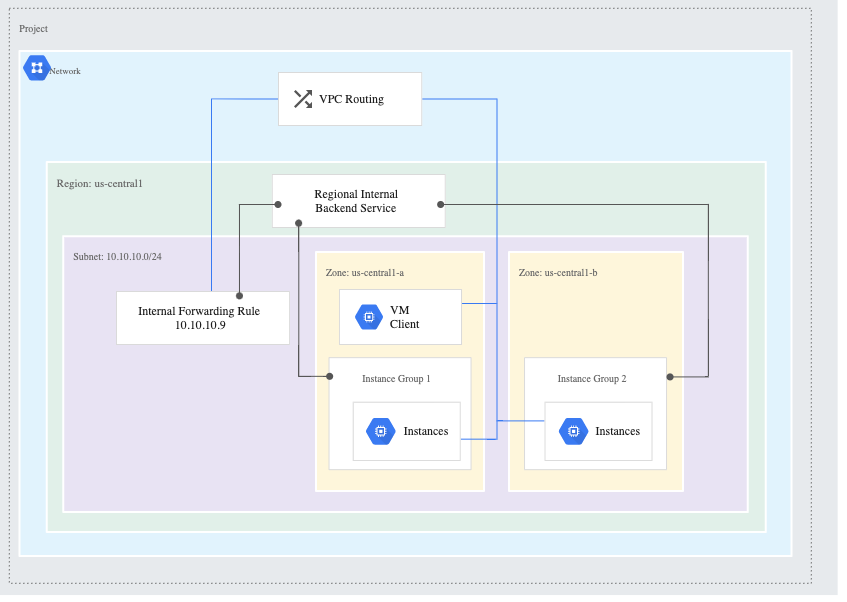 Project
Network
VPC Routing
Region: us-central1
Regional Internal
Backend Service
Subnet: 10.10.10.0/24
Zone: us-central1-a
Zone: us-central1-b
Internal Forwarding Rule
10.10.10.9
VM
Client
Instance Group 1
Instance Group 2
Instances
Instances